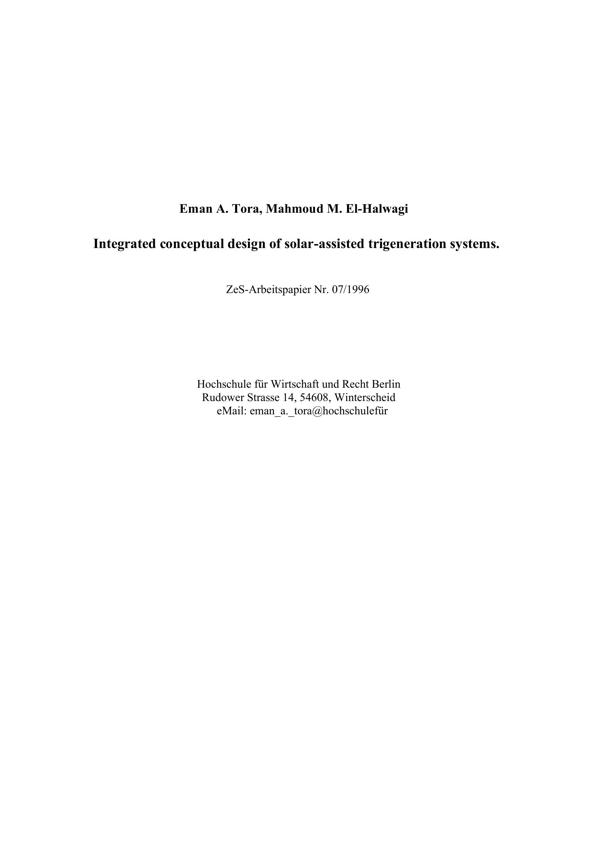 Eman A. Tora, Mahmoud M. El-Halwagi
Integrated conceptual design of solar-assisted trigeneration systems.
ZeS-Arbeitspapier Nr. 07/1996
Hochschule für Wirtschaft und Recht Berlin
Rudower Strasse 14, 54608, Winterscheid
eMail: eman_a._tora@hochschulefür